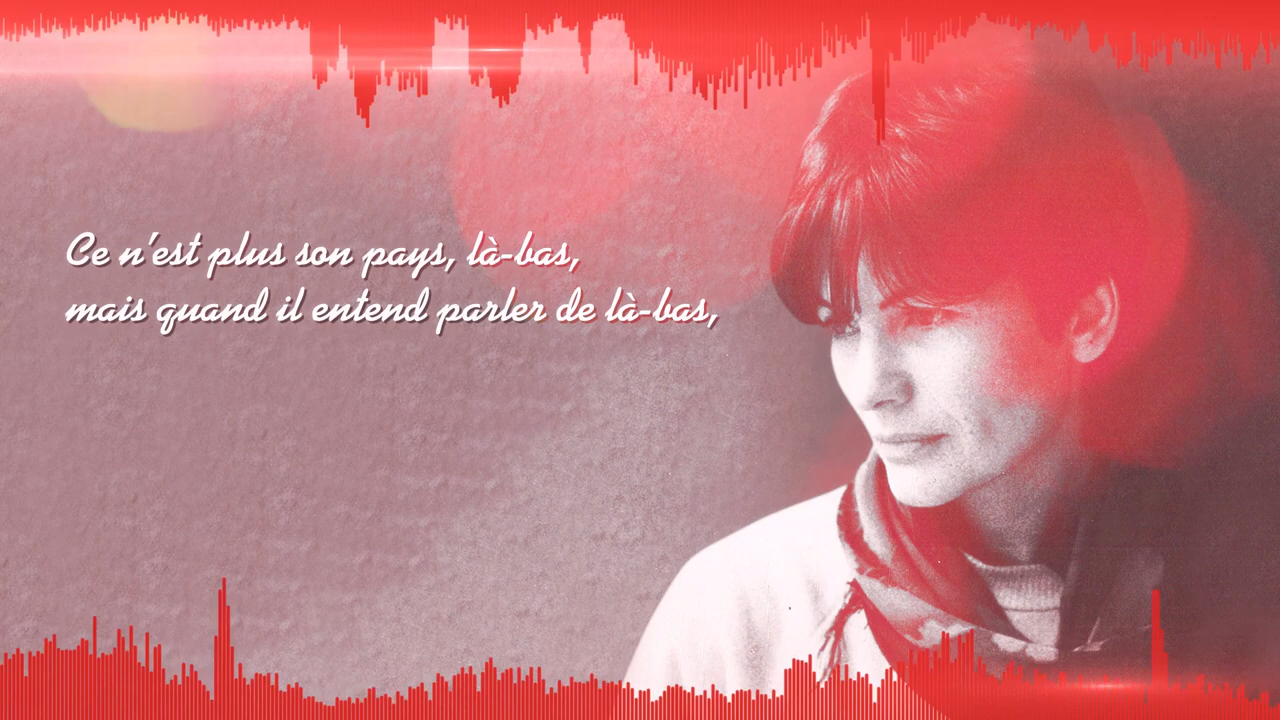 Ce n’est plus son pays, là-bas,
mais quand il entend parler de là-bas,